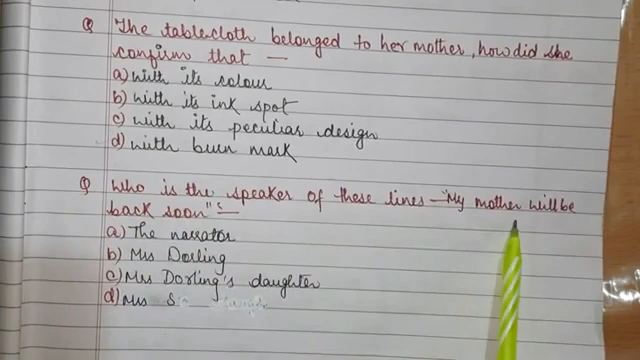 Q The tablecloth belonged to her mother, how did she
confirm that —
a) with its colour
b) with its ink spot
c) with its peculiar design
d) with burn mark
Q Who is the speaker of these lines — "My mother will be
back soon" :—
a) The narrator
b) Mrs Dorling
c) Mrs Dorling's daughter
d) Mrs